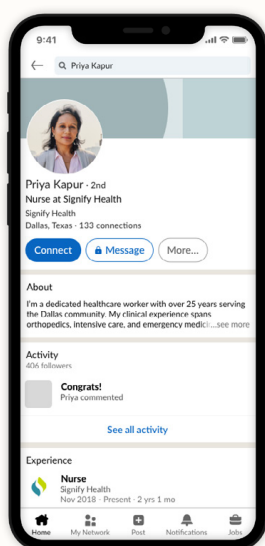 9:41
Priya Kapur
Priya Kapur · 2nd
Nurse at Signify Health
Signify Health
Dallas, Texas · 133 connections
Connect
Message
More...
About
I'm a dedicated healthcare worker with over 25 years serving
the Dallas community. My clinical experience spans
orthopedics, intensive care, and emergency medici...see more
Activity
406 followers
Congrats!
Priya commented
See all activity
Experience
Nurse
Signify Health
Nov 2018 - Present · 2 yrs 1 mo
Home
My Network
Post
Notifications
Jobs